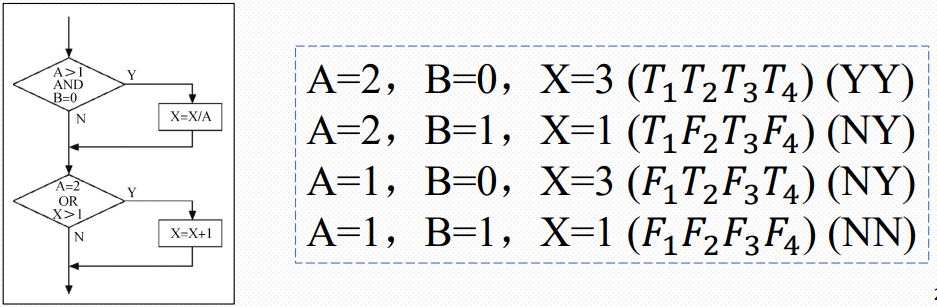 A>1
AND
B=0
Y
N
X=X/A
A=2
OR
X>1
Y
N
X=X+1
A=2，B=0，X=3 (T₁T₂T₃T₄) (YY)
A=2，B=1，X=1 (T₁F₂T₃F₄) (NY)
A=1，B=0，X=3 (F₁T₂F₃T₄) (NY)
A=1，B=1，X=1 (F₁F₂F₃F₄) (NN)